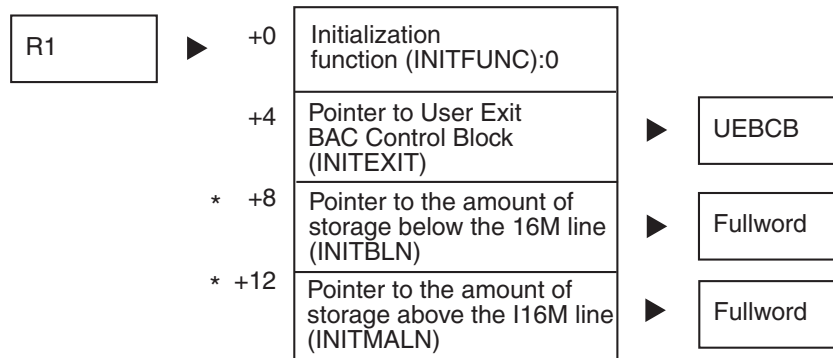 R1
+0
Initialization
function (INITFUNC):0
+4
Pointer to User Exit
BAC Control Block
(INITEXIT)
UEBCB
* +8
Pointer to the amount of
storage below the 16M line
(INITBLN)
Fullword
* +12
Pointer to the amount of
storage above the I16M line
(INITMALN)
Fullword